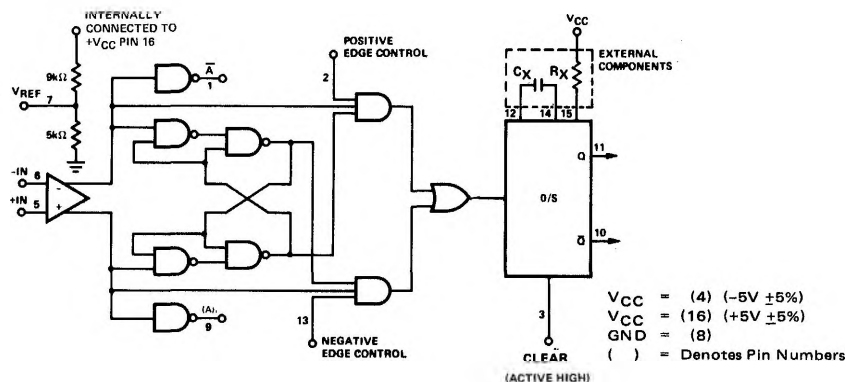 INTERNALLY
CONNECTED TO
+VCC PIN 16
9kΩ
VREF 7
5kΩ
-IN 6
+IN 5
-
+
A̅
1
(A).
9
POSITIVE
EDGE CONTROL
2
13
NEGATIVE
EDGE CONTROL
VCC
EXTERNAL
COMPONENTS
CX RX
12 14 15
Q 11
O/S
Q̅ 10
3
CLEAR
(ACTIVE HIGH)
VCC = (4) (-5V ±5%)
VCC = (16) (+5V ±5%)
GND = (8)
( ) = Denotes Pin Numbers